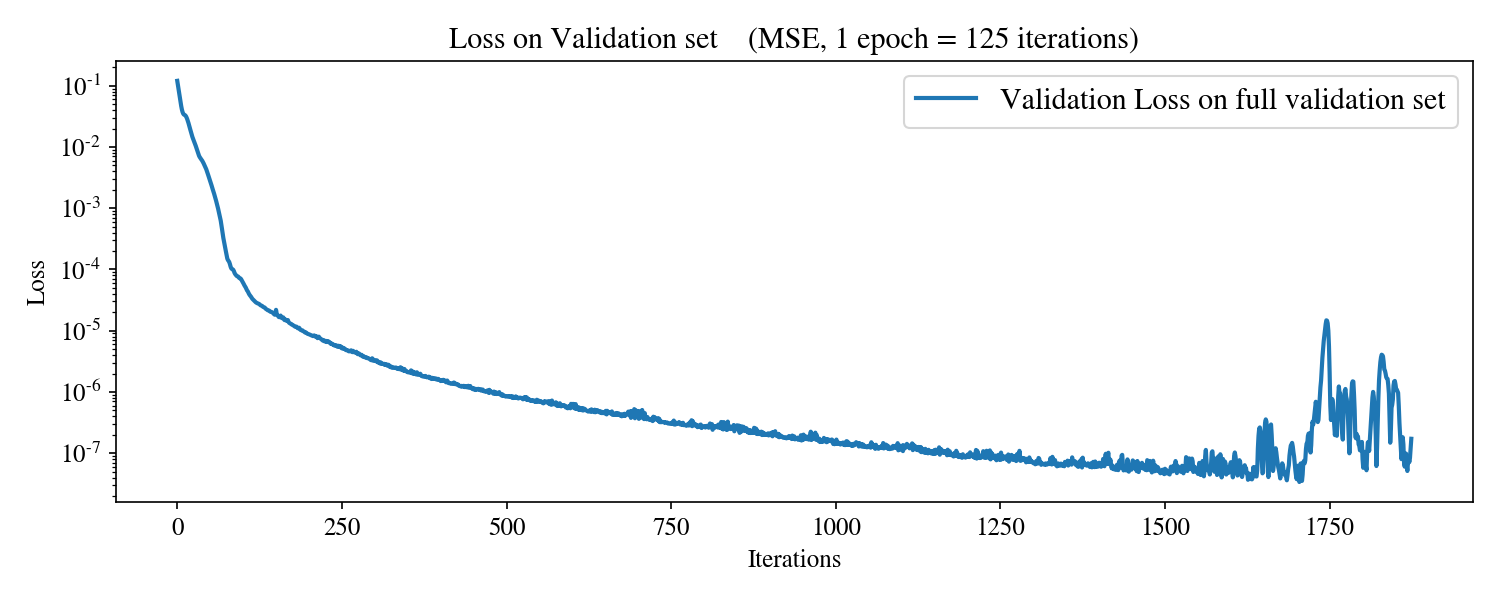 Loss on Validation set    (MSE, 1 epoch = 125 iterations)
Validation Loss on full validation set
Loss
10⁻¹
10⁻²
10⁻³
10⁻⁴
10⁻⁵
10⁻⁶
10⁻⁷
0 250 500 750 1000 1250 1500 1750
Iterations